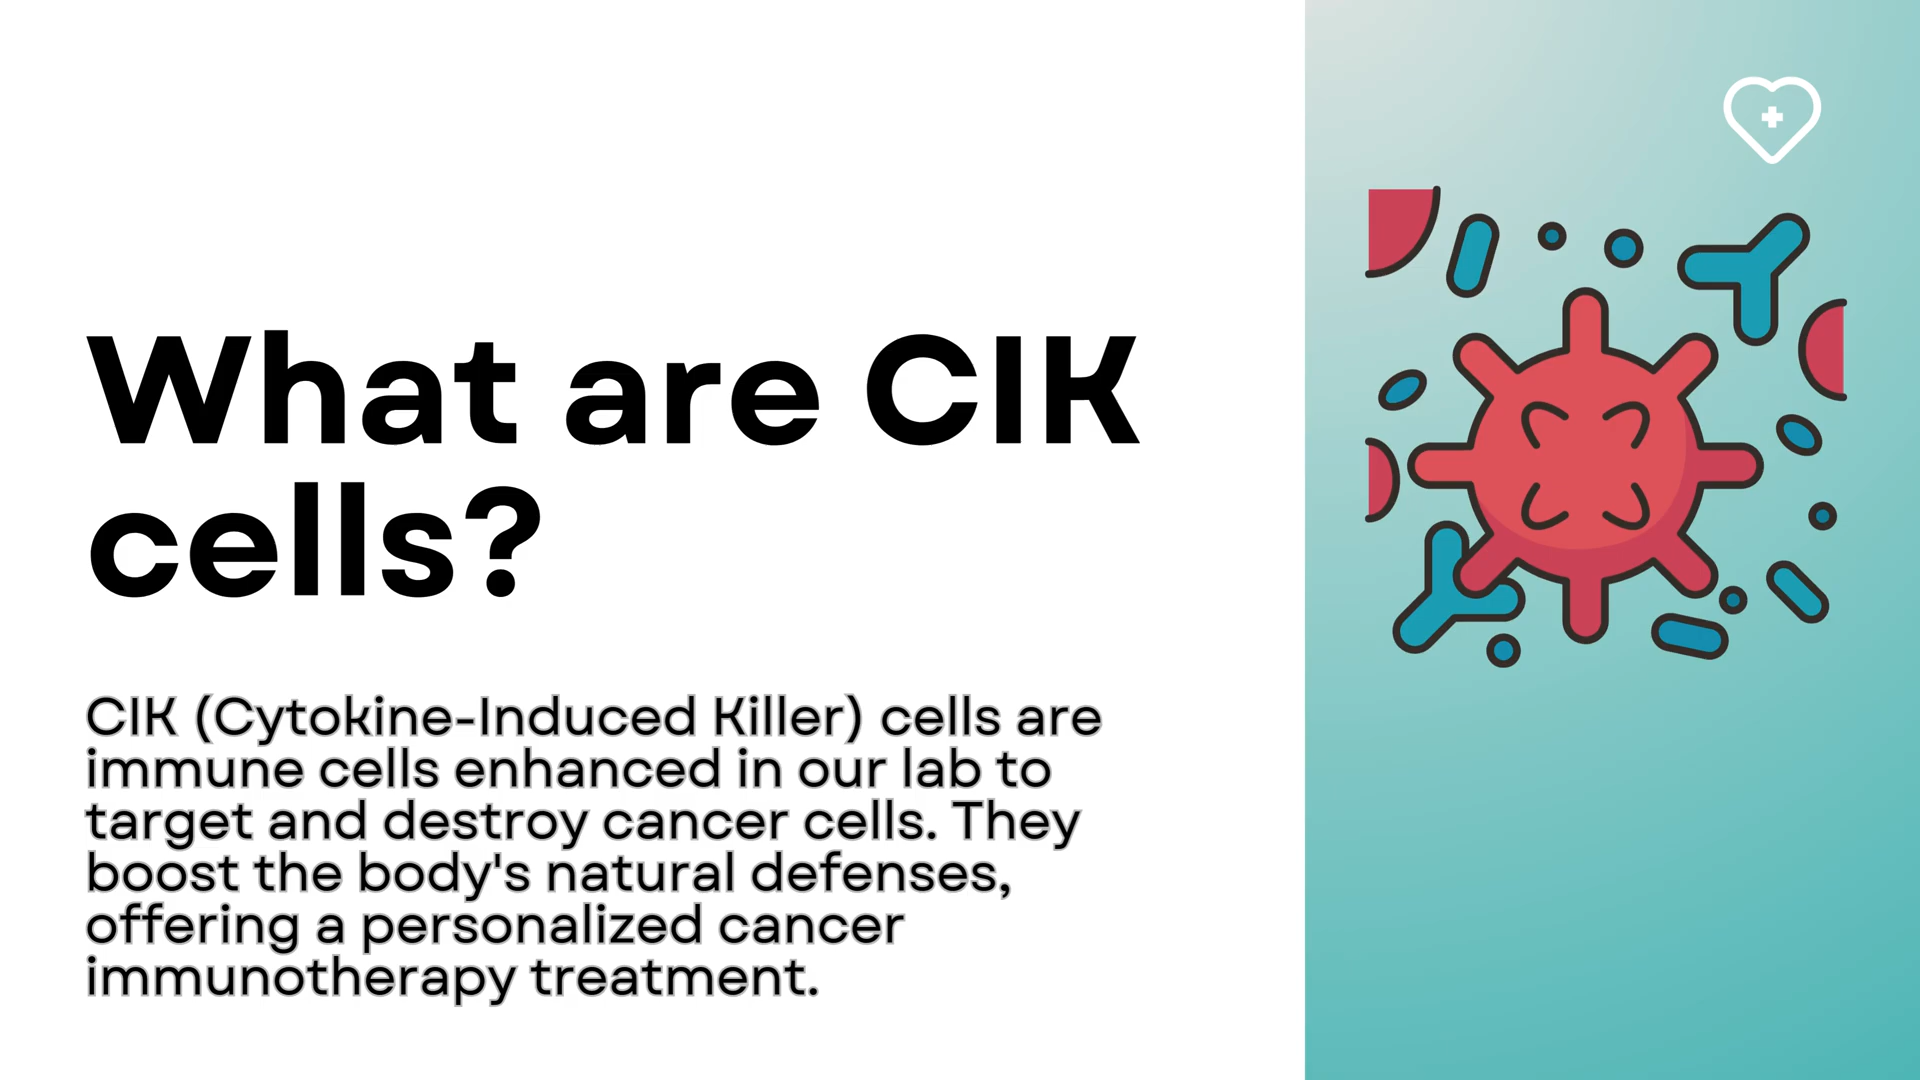 What are CIK
cells?
CIK (Cytokine-Induced Killer) cells are
immune cells enhanced in our lab to
target and destroy cancer cells. They
boost the body's natural defenses,
offering a personalized cancer
immunotherapy treatment.